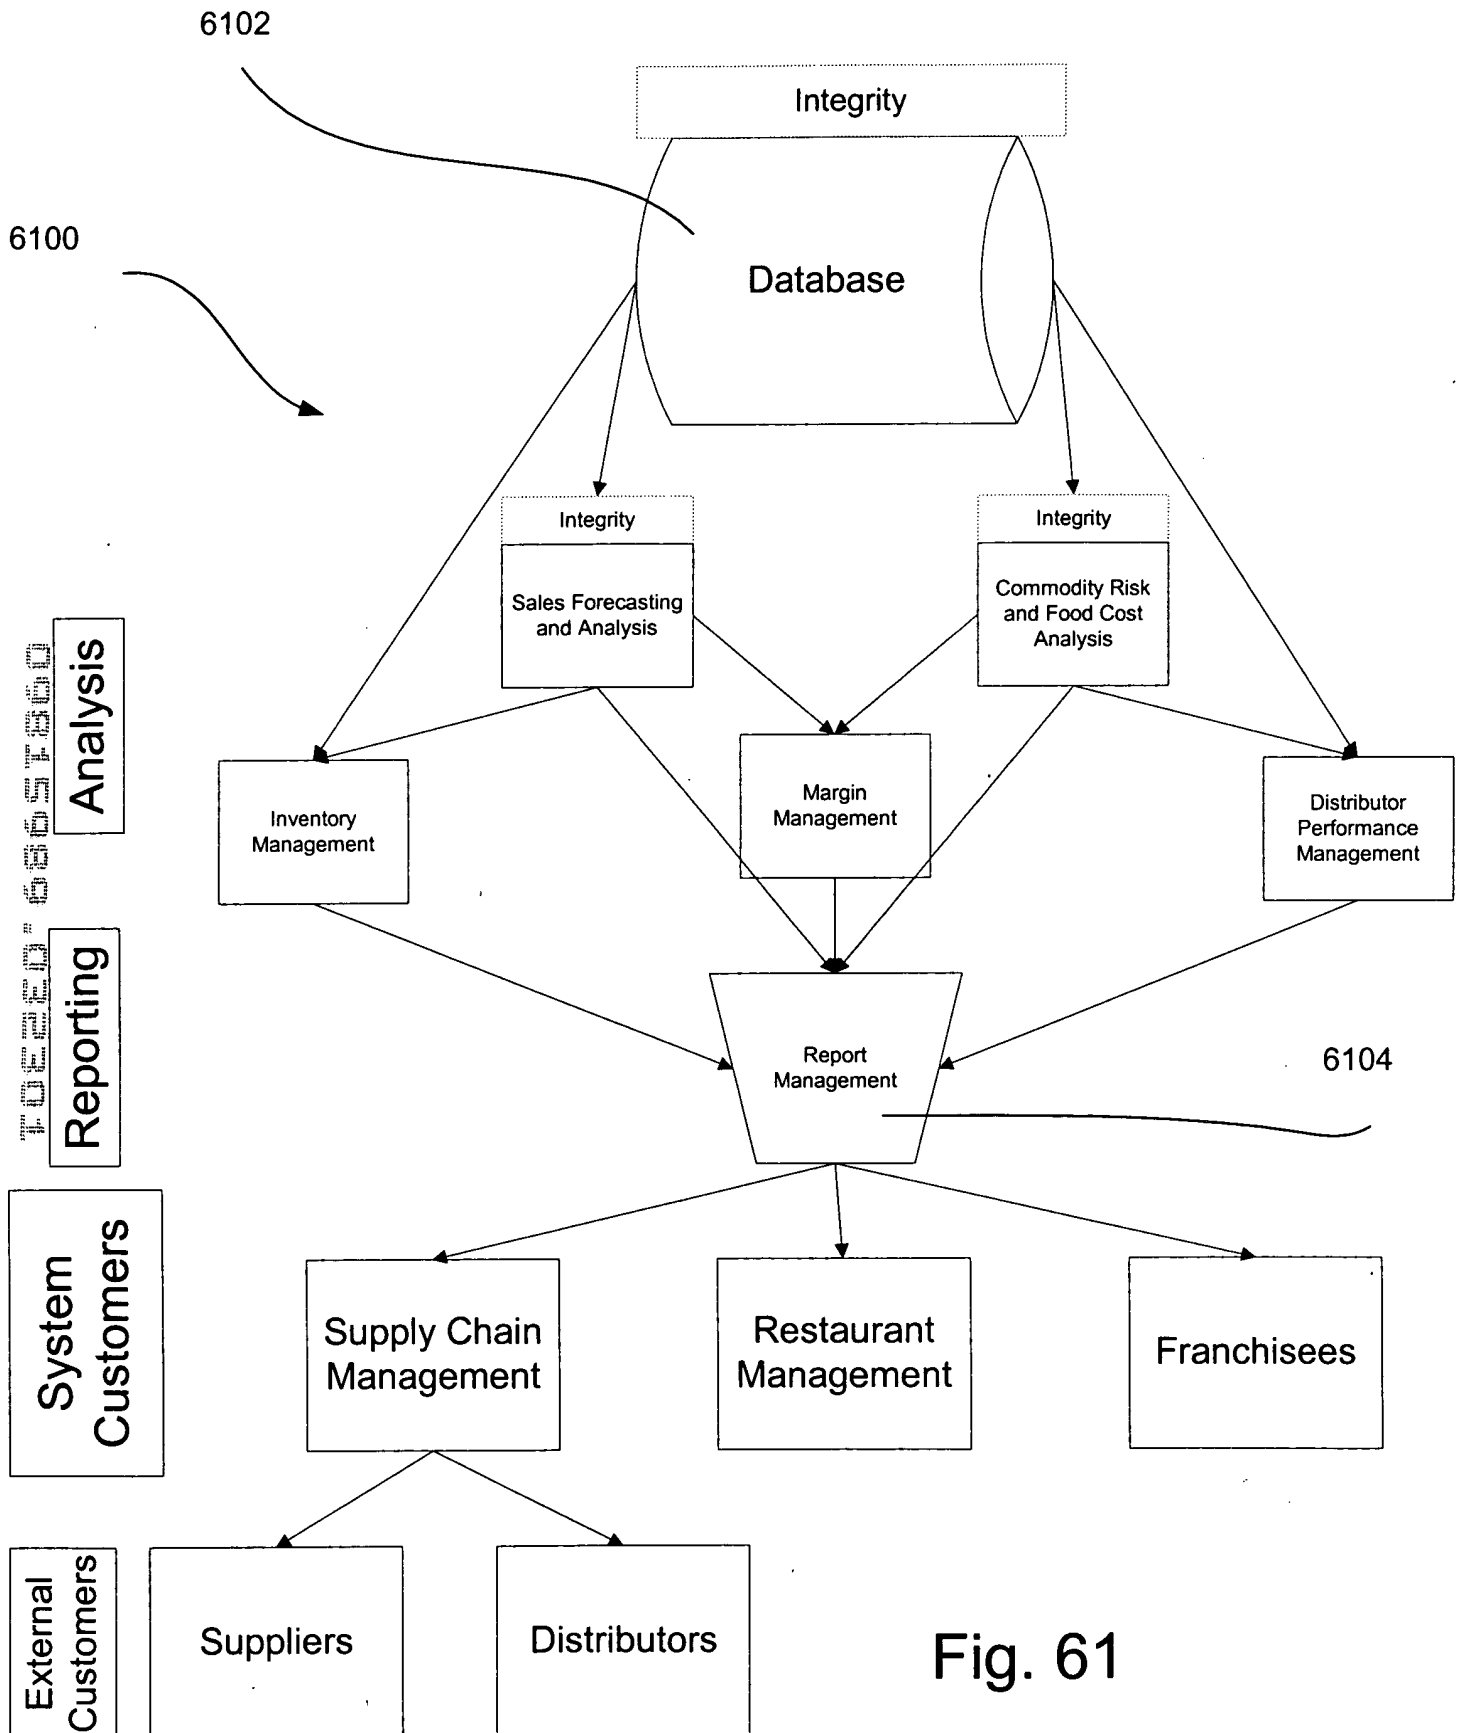 6102
Integrity
6100
Database
Integrity
Integrity
Sales Forecasting
and Analysis
Commodity Risk
and Food Cost
Analysis
Analysis
Margin
Management
Inventory
Management
Distributor
Performance
Management
Reporting
Report
Management
6104
System
Customers
Supply Chain
Management
Restaurant
Management
Franchisees
External
Customers
Suppliers
Distributors
Fig. 61